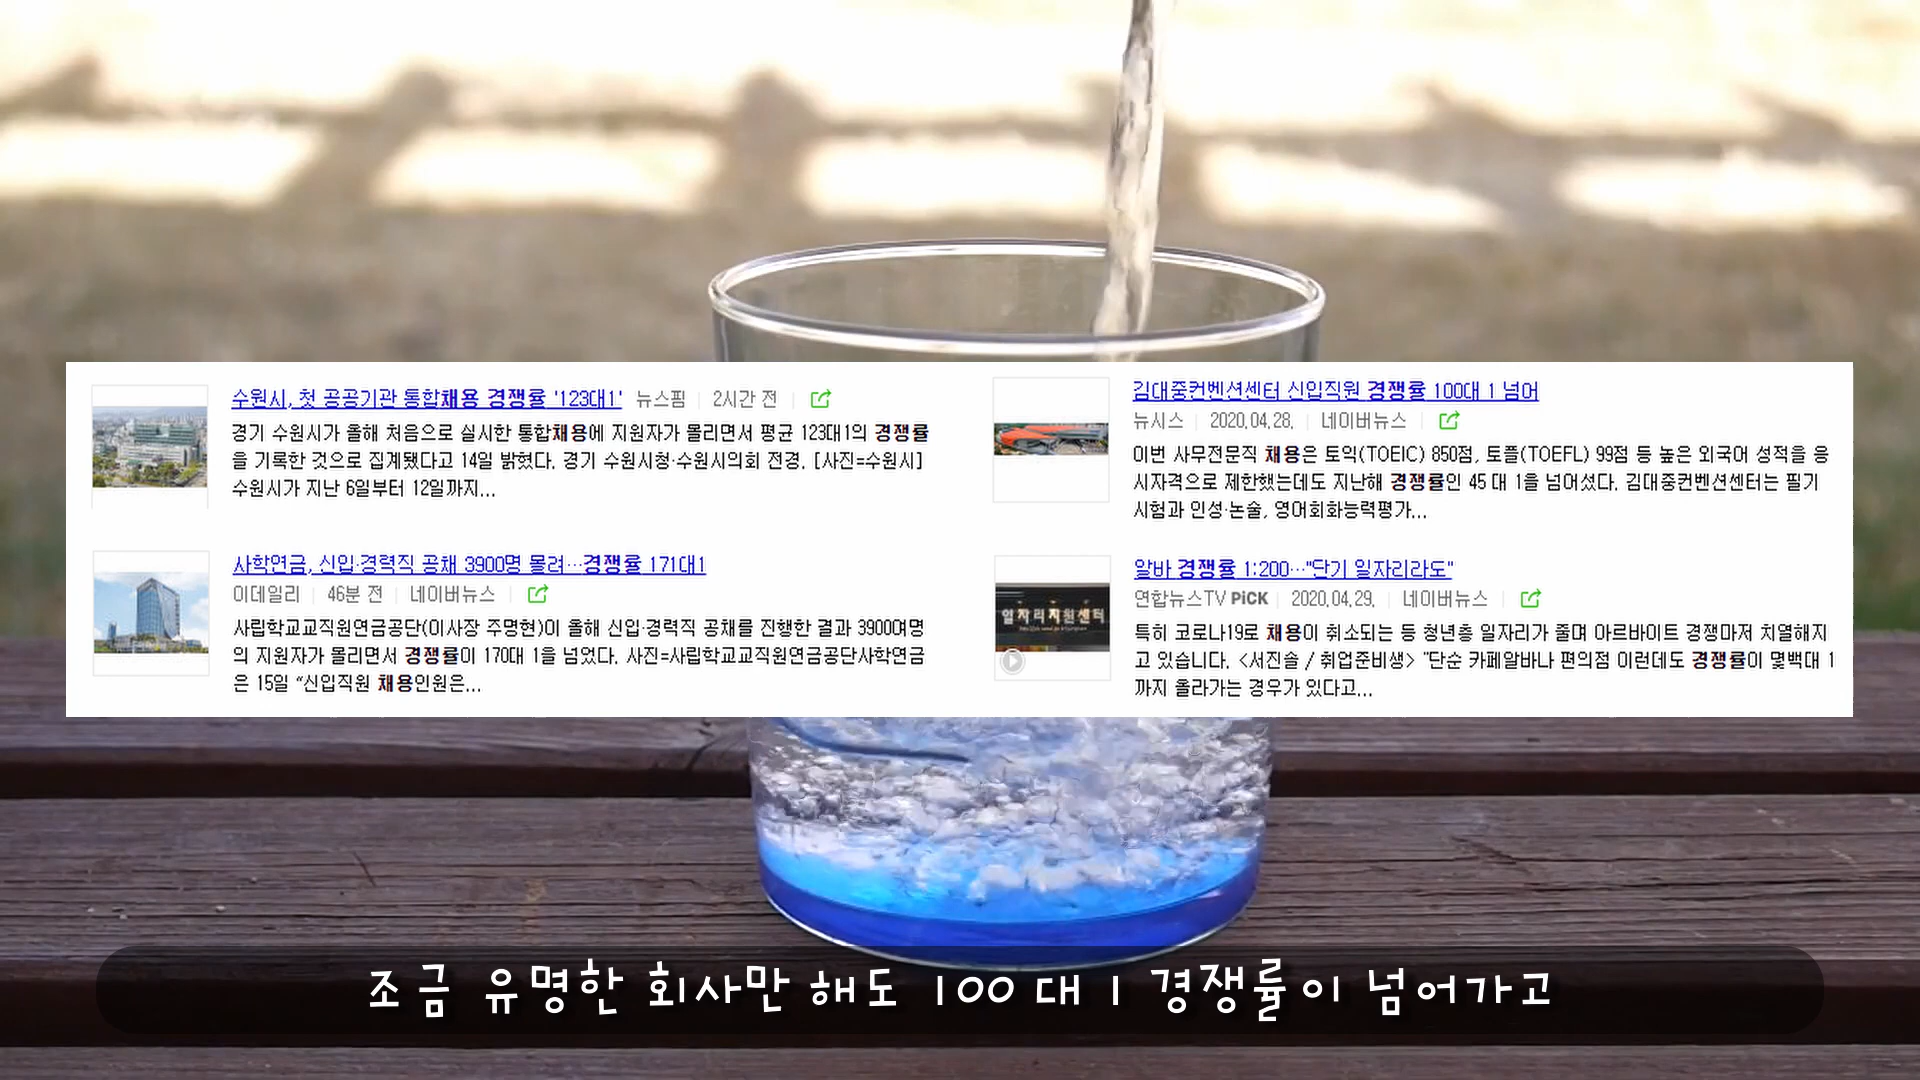 수원시, 첫 공공기관 통합채용 경쟁률 '123대1' 뉴스핌 2시간 전
경기 수원시가 올해 처음으로 실시한 통합채용에 지원자가 몰리면서 평균 123대1의 경쟁률
을 기록한 것으로 집계됐다고 14일 밝혔다. 경기 수원시청·수원시의회 전경. [사진=수원시]
수원시가 지난 6일부터 12일까지...
사학연금, 신입·경력직 공채 3900명 몰려…경쟁률 171대1
이데일리 46분 전 네이버뉴스
사립학교교직원연금공단(이사장 주명현)이 올해 신입·경력직 공채를 진행한 결과 3900여명
의 지원자가 몰리면서 경쟁률이 170대 1을 넘었다. 사진=사립학교교직원연금공단사학연금
은 15일 “신입직원 채용인원은...
김대중컨벤션센터 신입직원 경쟁률 100대 1 넘어
뉴시스 2020.04.28. 네이버뉴스
이번 사무전문직 채용은 토익(TOEIC) 850점, 토플(TOEFL) 99점 등 높은 외국어 성적을 응
시자격으로 제한했는데도 지난해 경쟁률인 45 대 1을 넘어섰다. 김대중컨벤션센터는 필기
시험과 인성·논술, 영어회화능력평가...
알바 경쟁률 1:200…"단기 일자리라도"
연합뉴스TV PiCK 2020.04.29. 네이버뉴스
일자리지원센터
특히 코로나19로 채용이 취소되는 등 청년층 일자리가 줄며 아르바이트 경쟁마저 치열해지
고 있습니다. <서진솔 / 취업준비생> "단순 카페알바나 편의점 이런데도 경쟁률이 몇백대 1
까지 올라가는 경우가 있다고...
조금 유명한 회사만 해도 100 대 1 경쟁률이 넘어가고